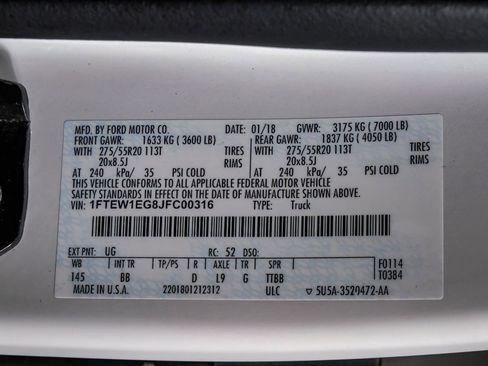 MFD. BY FORD MOTOR CO. DATE: 01/18 GVWR: 3175 KG ( 7000 LB)
FRONT GAWR: 1633 KG ( 3600 LB) REAR GAWR: 1837 KG ( 4050 LB)
WITH 275/55R20 113T TIRES WITH 275/55R20 113T TIRES
20x8.5J RIMS 20x8.5J RIMS
AT 240 kPa/ 35 PSI COLD AT 240 kPa/ 35 PSI COLD
THIS VEHICLE CONFORMS TO ALL APPLICABLE FEDERAL MOTOR VEHICLE
SAFETY STANDARDS IN EFFECT ON THE DATE OF MANUFACTURE SHOWN ABOVE.
VIN: 1FTEW1EG8JFC00316 TYPE: Truck
EXT PNT: UG RC: 52 DSO:
WB INT TR TP/PS R AXLE TR SPR F0114
145 BB D L9 G TTBB T0384
MADE IN U.S.A. 2201801212312 ULC 5U5A-3520472-AA